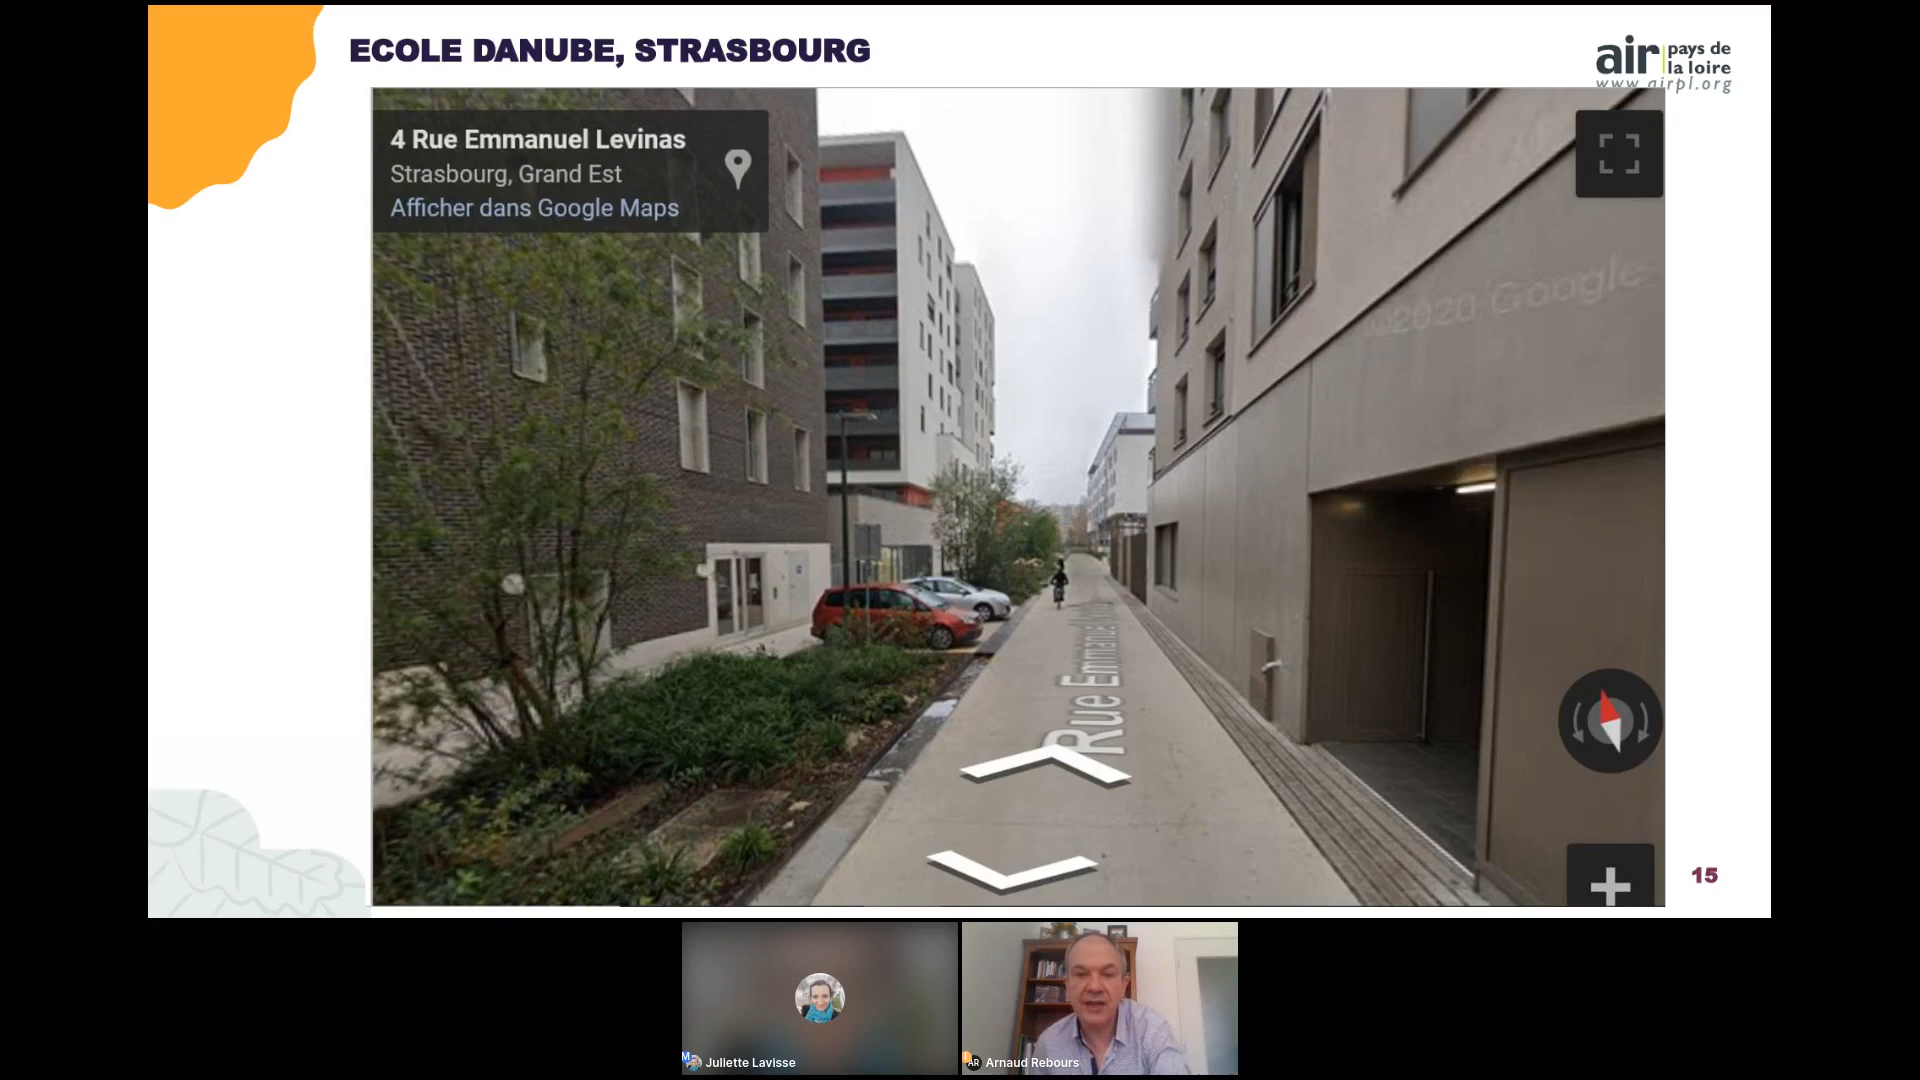 ECOLE DANUBE, STRASBOURG
air pays de
la loire
www.airpl.org
4 Rue Emmanuel Levinas
Strasbourg, Grand Est
Afficher dans Google Maps
©2020 Google
Rue Emmanuel
15
M
Juliette Lavisse
AR
Arnaud Rebours